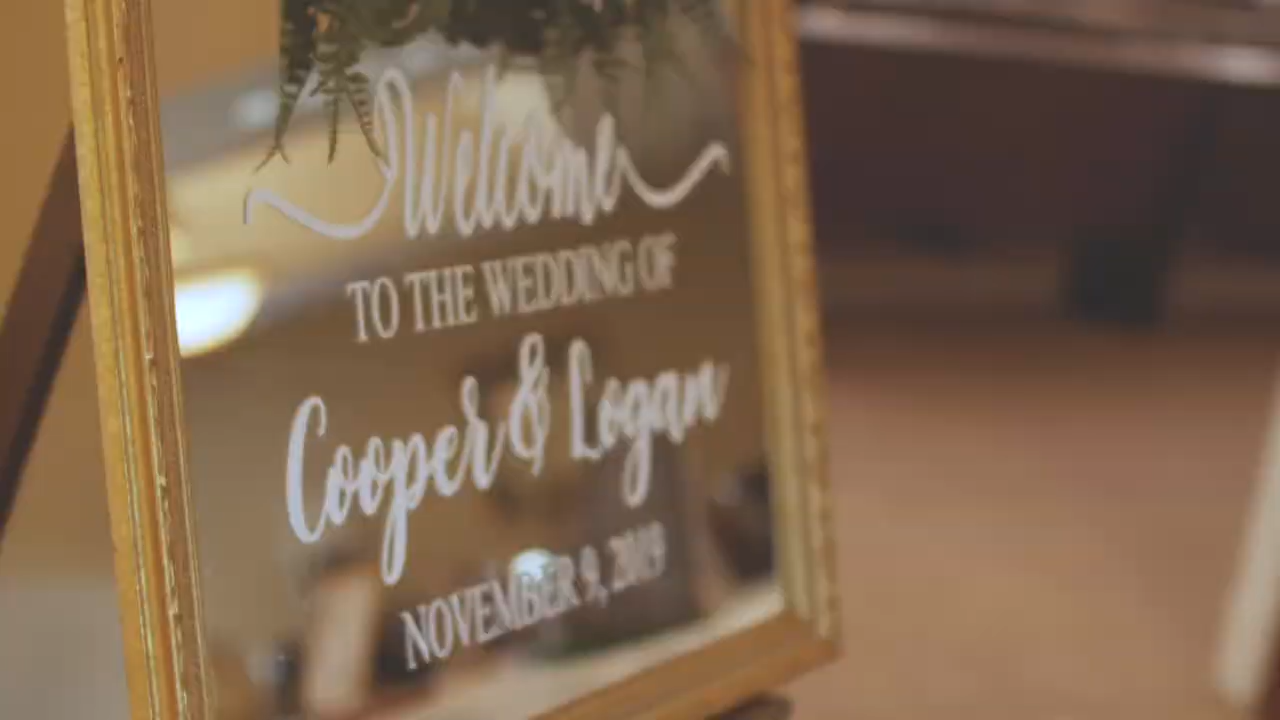 Welcome
TO THE WEDDING OF
Cooper & Logan
NOVEMBER 9, 2019